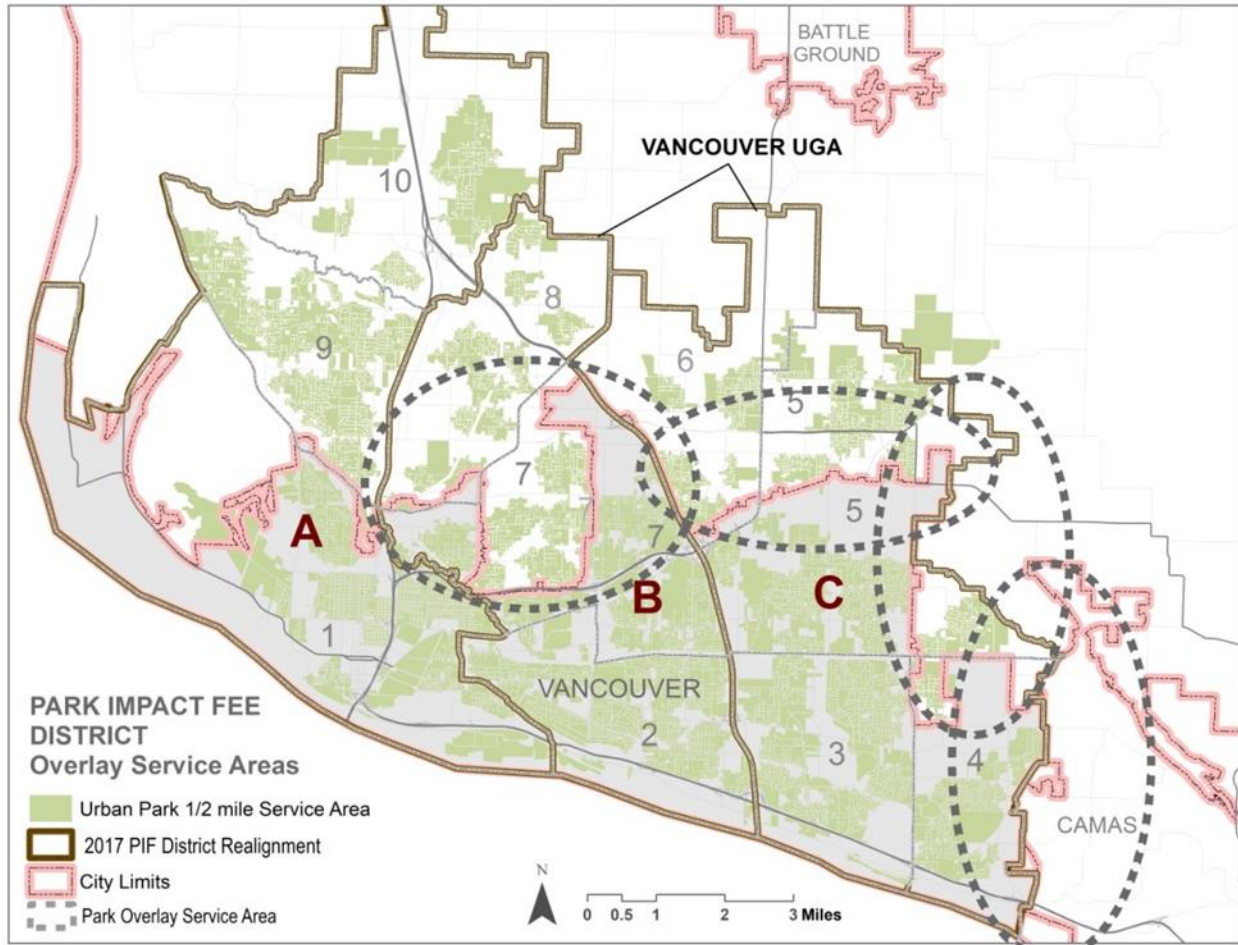 BATTLE
GROUND
VANCOUVER UGA
10
8
9
6
5
7
5
7
A
B
C
1
VANCOUVER
2
3
4
CAMAS
PARK IMPACT FEE
DISTRICT
Overlay Service Areas
Urban Park 1/2 mile Service Area
2017 PIF District Realignment
City Limits
Park Overlay Service Area
N
0 0.5 1 2 3 Miles